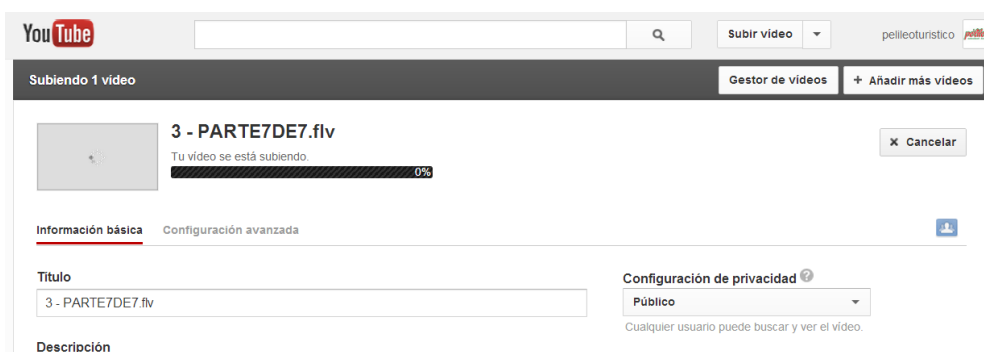 YouTube
Subir vídeo
pelileoturistico
Subiendo 1 vídeo
Gestor de vídeos
+ Añadir más vídeos
3 - PARTE7DE7.flv
Tu vídeo se está subiendo.
0%
x Cancelar
Información básica
Configuración avanzada
Título
3 - PARTE7DE7.flv
Configuración de privacidad ?
Público
Cualquier usuario puede buscar y ver el vídeo.
Descripción